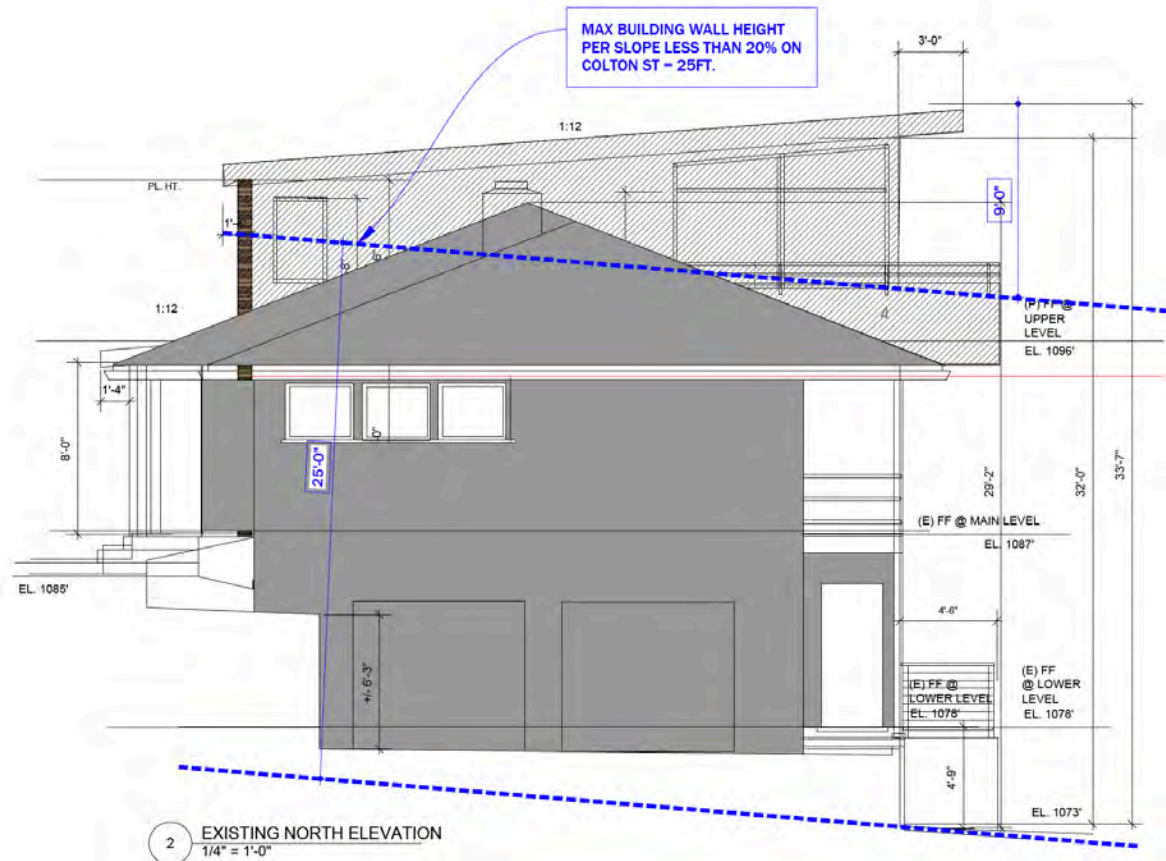 MAX BUILDING WALL HEIGHT
PER SLOPE LESS THAN 20% ON
COLTON ST = 25FT.
3'-0"
1:12
PL. HT.
9'-0"
1:12
4
(P) FF @
UPPER
LEVEL
EL. 1096'
1'-4"
8'-0"
25'-0"
29'-2"
32'-0"
33'-7"
(E) FF @ MAIN LEVEL
EL. 1087'
EL. 1085'
4'-6"
+/- 6'-3"
(E) FF @
LOWER LEVEL
EL. 1078'
(E) FF
@ LOWER
LEVEL
EL. 1078'
4'-9"
EL. 1073'
2
EXISTING NORTH ELEVATION
1/4" = 1'-0"